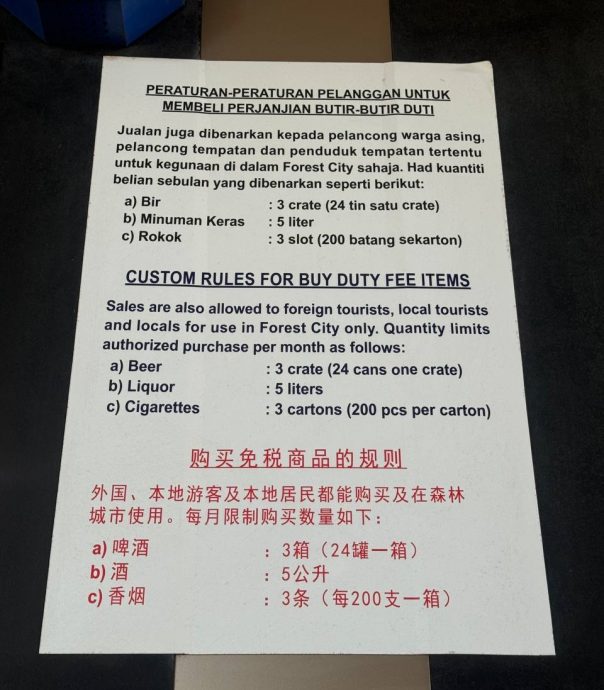 PERATURAN-PERATURAN PELANGGAN UNTUK
MEMBELI PERJANJIAN BUTIR-BUTIR DUTI
Jualan juga dibenarkan kepada pelancong warga asing,
pelancong tempatan dan penduduk tempatan tertentu
untuk kegunaan di dalam Forest City sahaja. Had kuantiti
belian sebulan yang dibenarkan seperti berikut:
a) Bir : 3 crate (24 tin satu crate)
b) Minuman Keras : 5 liter
c) Rokok : 3 slot (200 batang sekarton)
CUSTOM RULES FOR BUY DUTY FEE ITEMS
Sales are also allowed to foreign tourists, local tourists
and locals for use in Forest City only. Quantity limits
authorized purchase per month as follows:
a) Beer : 3 crate (24 cans one crate)
b) Liquor : 5 liters
c) Cigarettes : 3 cartons (200 pcs per carton)
购买免税商品的规则
外国、本地游客及本地居民都能购买及在森林
城市使用。每月限制购买数量如下：
a) 啤酒 ：3箱（24罐一箱）
b) 酒 ：5公升
c) 香烟 ：3条（每200支一箱）